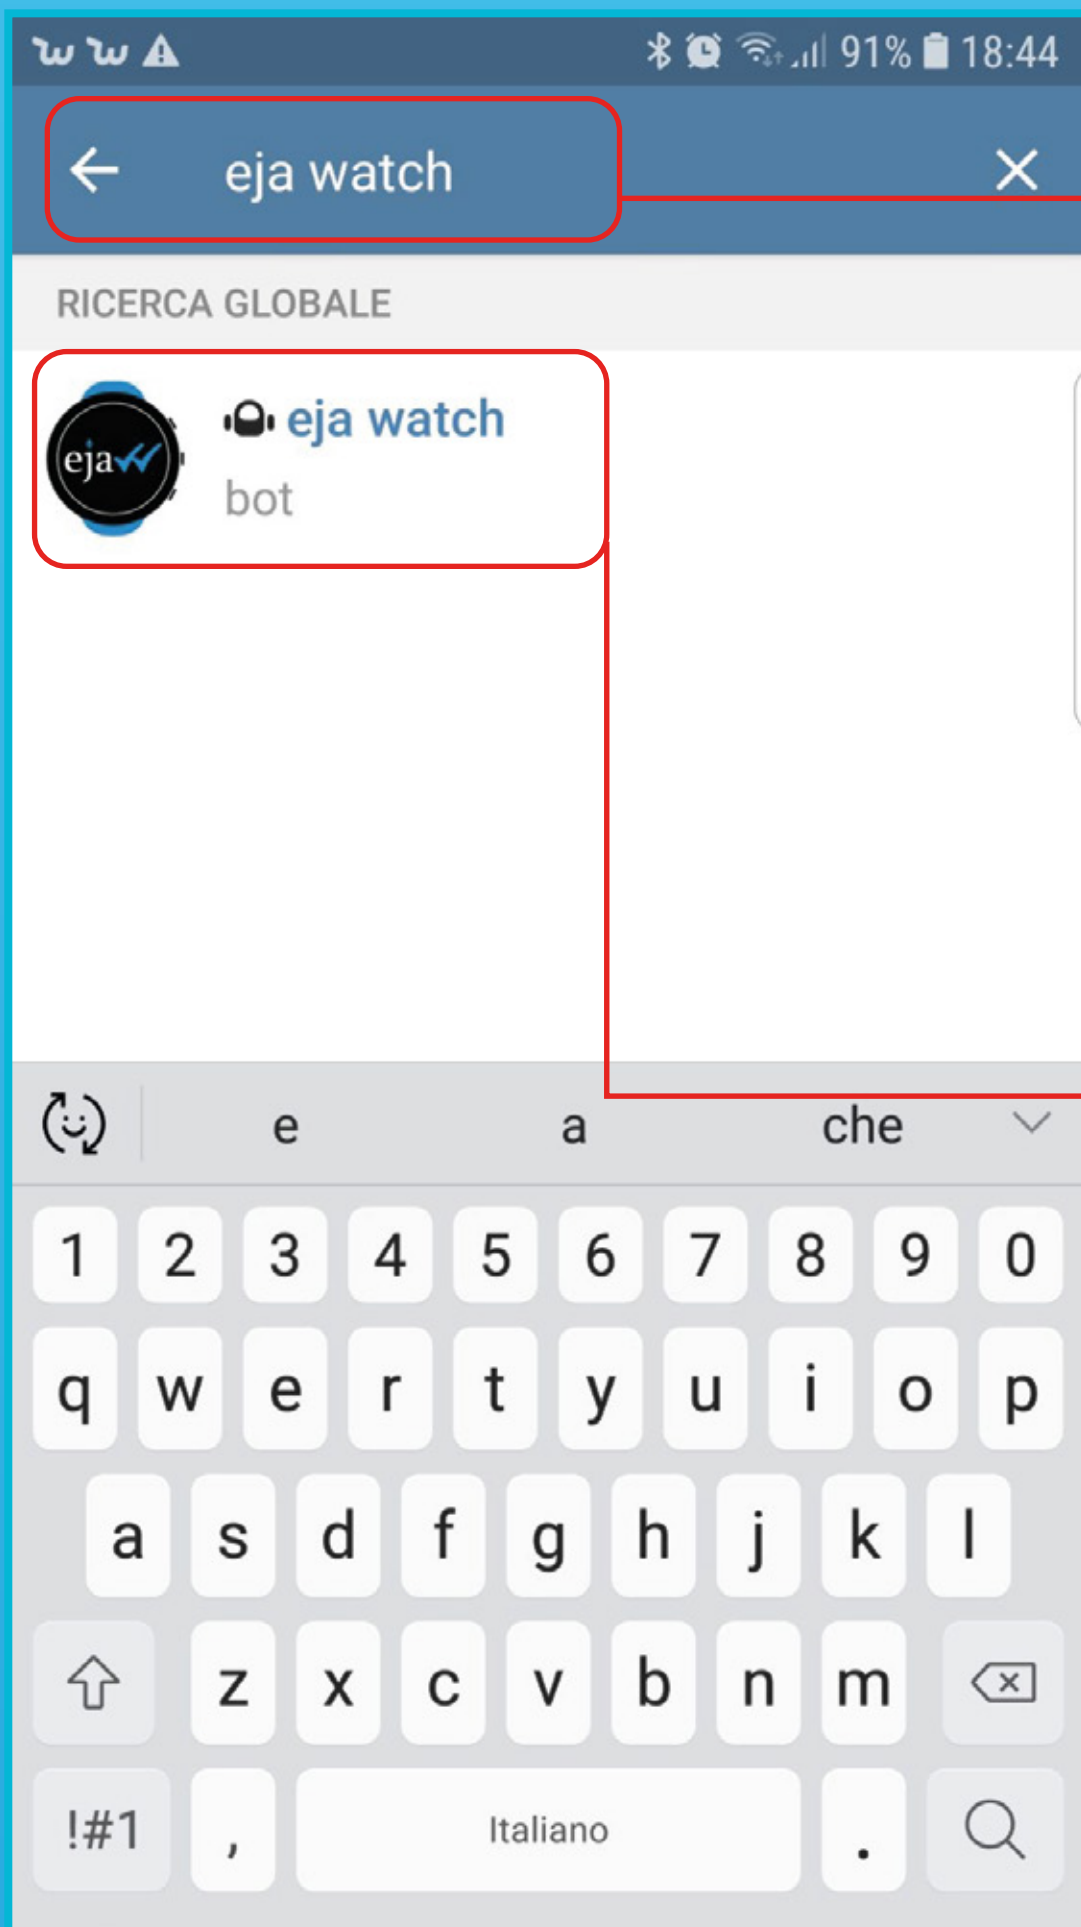 91% 18:44
eja watch
RICERCA GLOBALE
eja
eja watch
bot
e a che
1 2 3 4 5 6 7 8 9 0
q w e r t y u i o p
a s d f g h j k l
z x c v b n m
!#1 , Italiano .